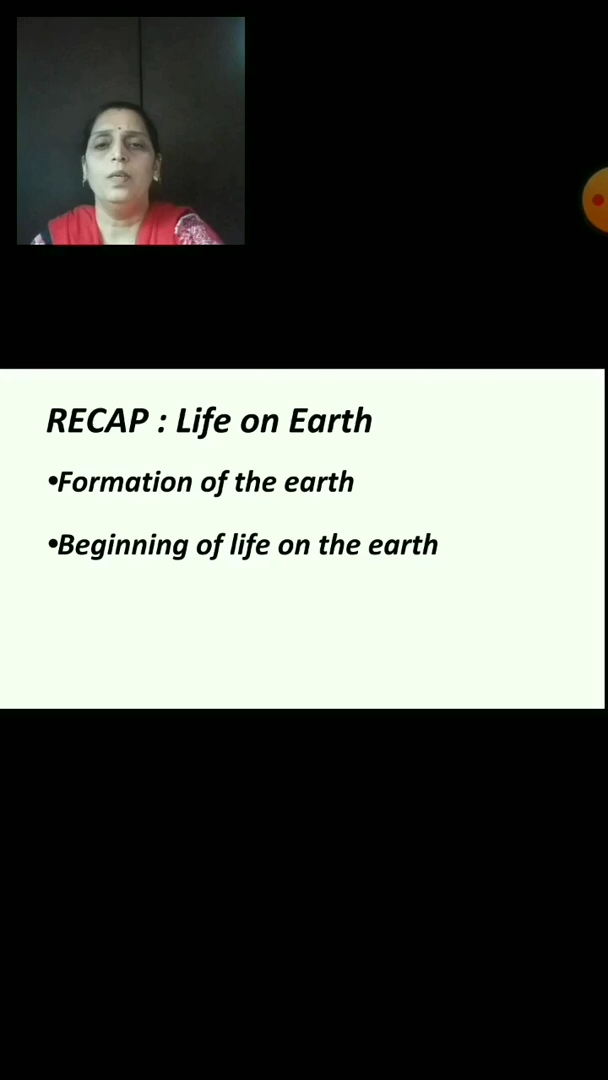 RECAP : Life on Earth
•Formation of the earth
•Beginning of life on the earth